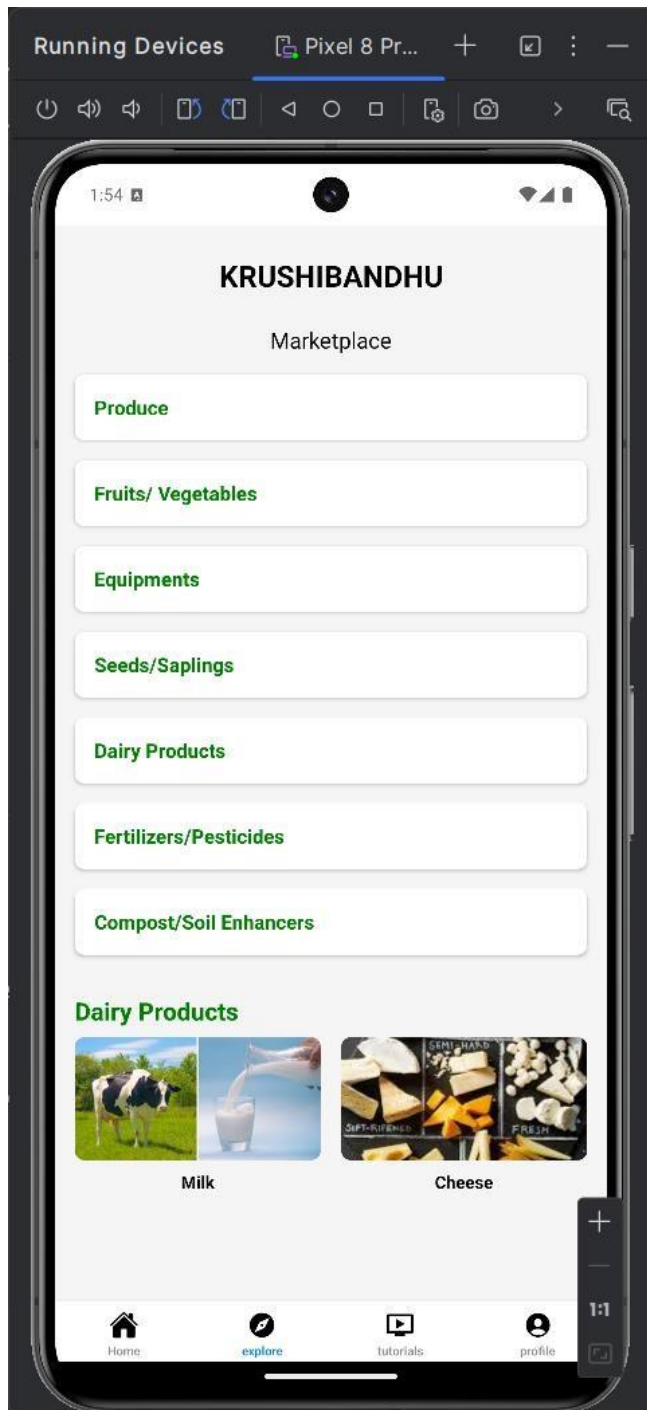 Running Devices
Pixel 8 Pr...
1:54
KRUSHIBANDHU
Marketplace
Produce
Fruits/ Vegetables
Equipments
Seeds/Saplings
Dairy Products
Fertilizers/Pesticides
Compost/Soil Enhancers
Dairy Products
SEMI-HARD
SOFT-RIPENED
FRESH
Milk
Cheese
1:1
Home
explore
tutorials
profile